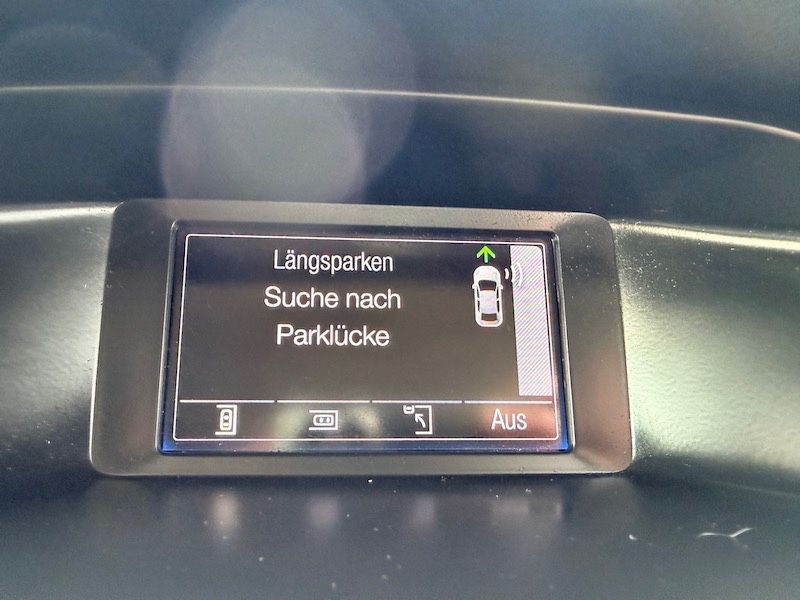 Längsparken
Suche nach
Parklücke
Aus